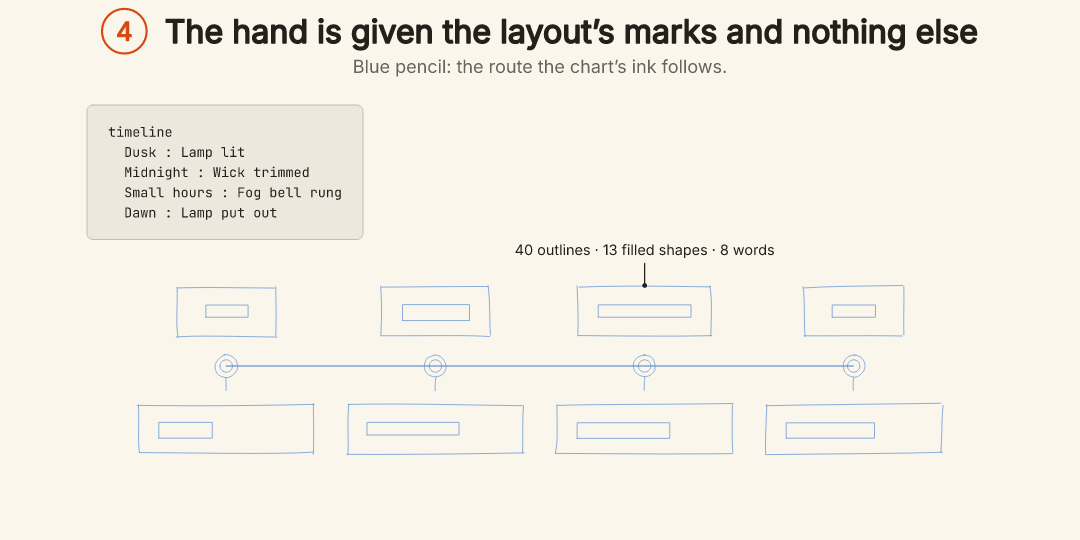 4 The hand is given the layout’s marks and nothing else
Blue pencil: the route the chart’s ink follows.
timeline
Dusk : Lamp lit
Midnight : Wick trimmed
Small hours : Fog bell rung
Dawn : Lamp put out
40 outlines · 13 filled shapes · 8 words